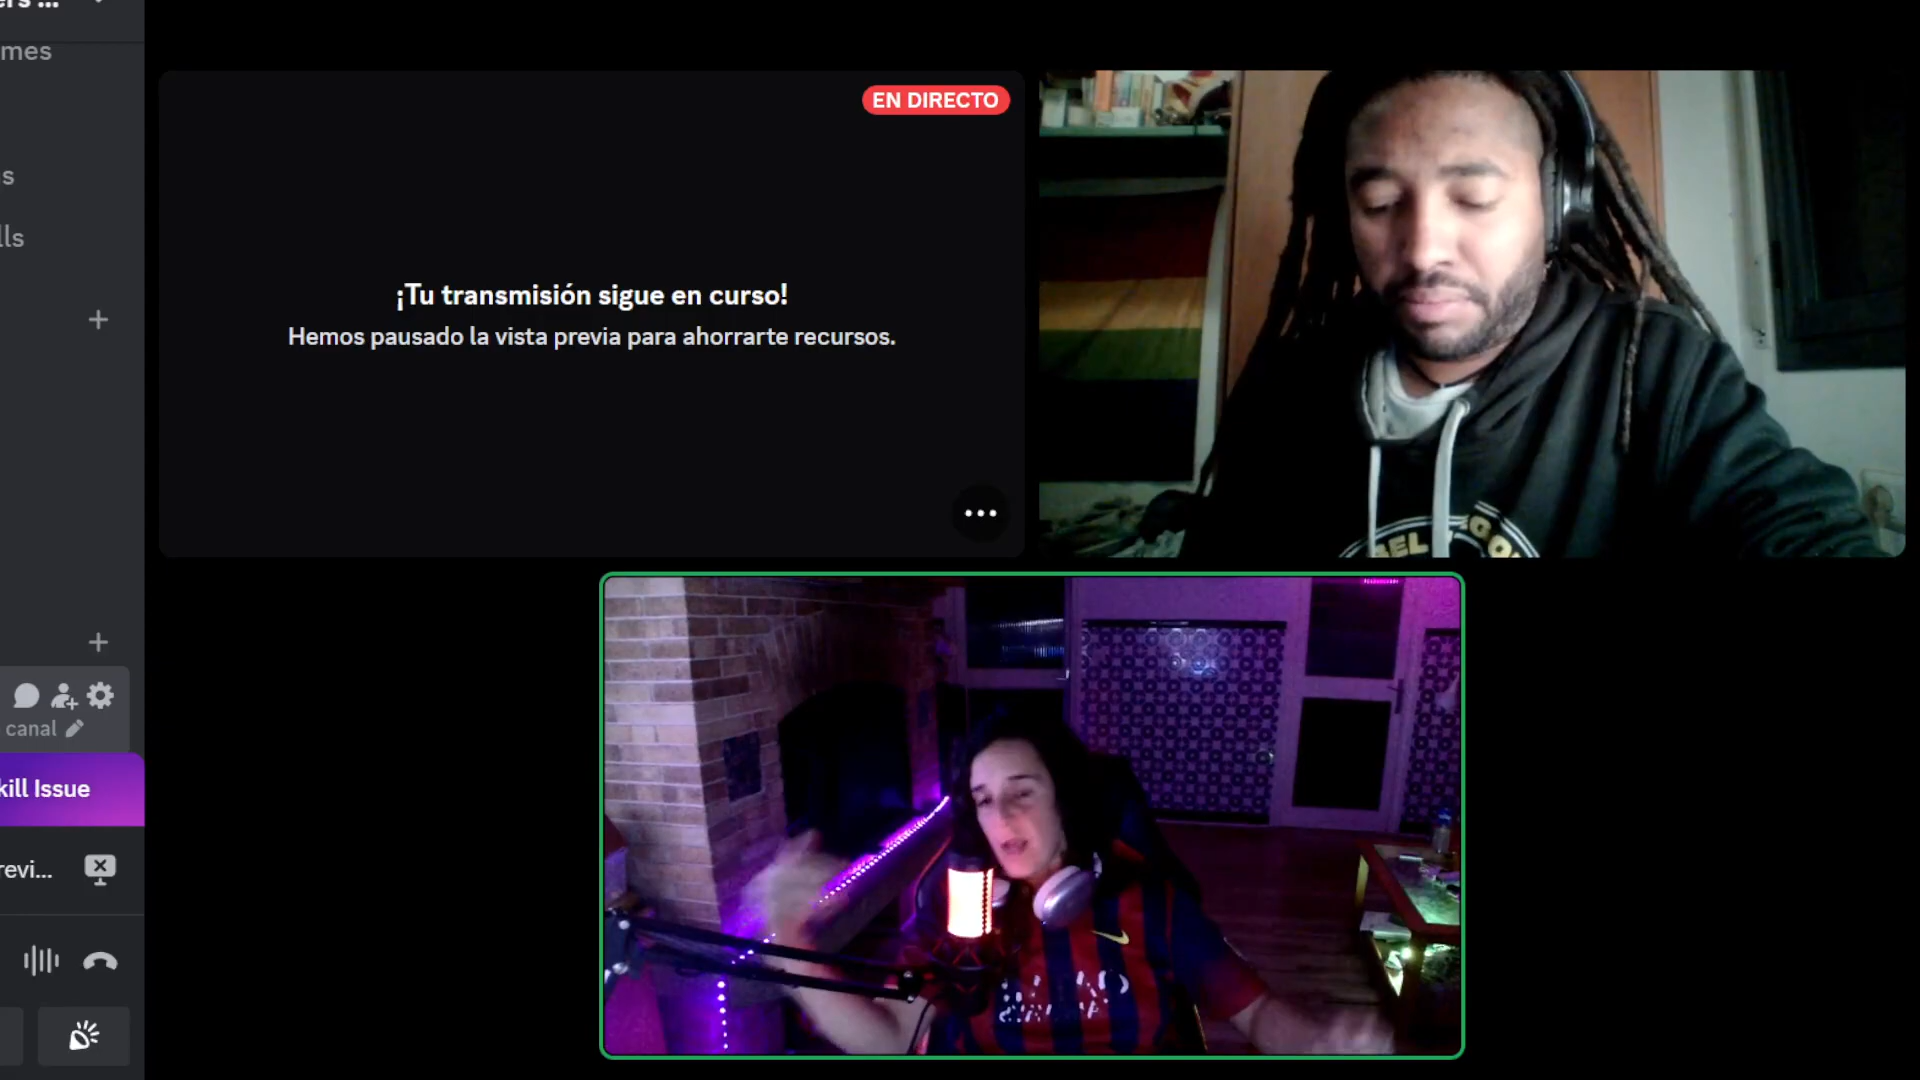 ers ...
mes
s
lls
canal
kill Issue
revi...
EN DIRECTO
¡Tu transmisión sigue en curso!
Hemos pausado la vista previa para ahorrarte recursos.